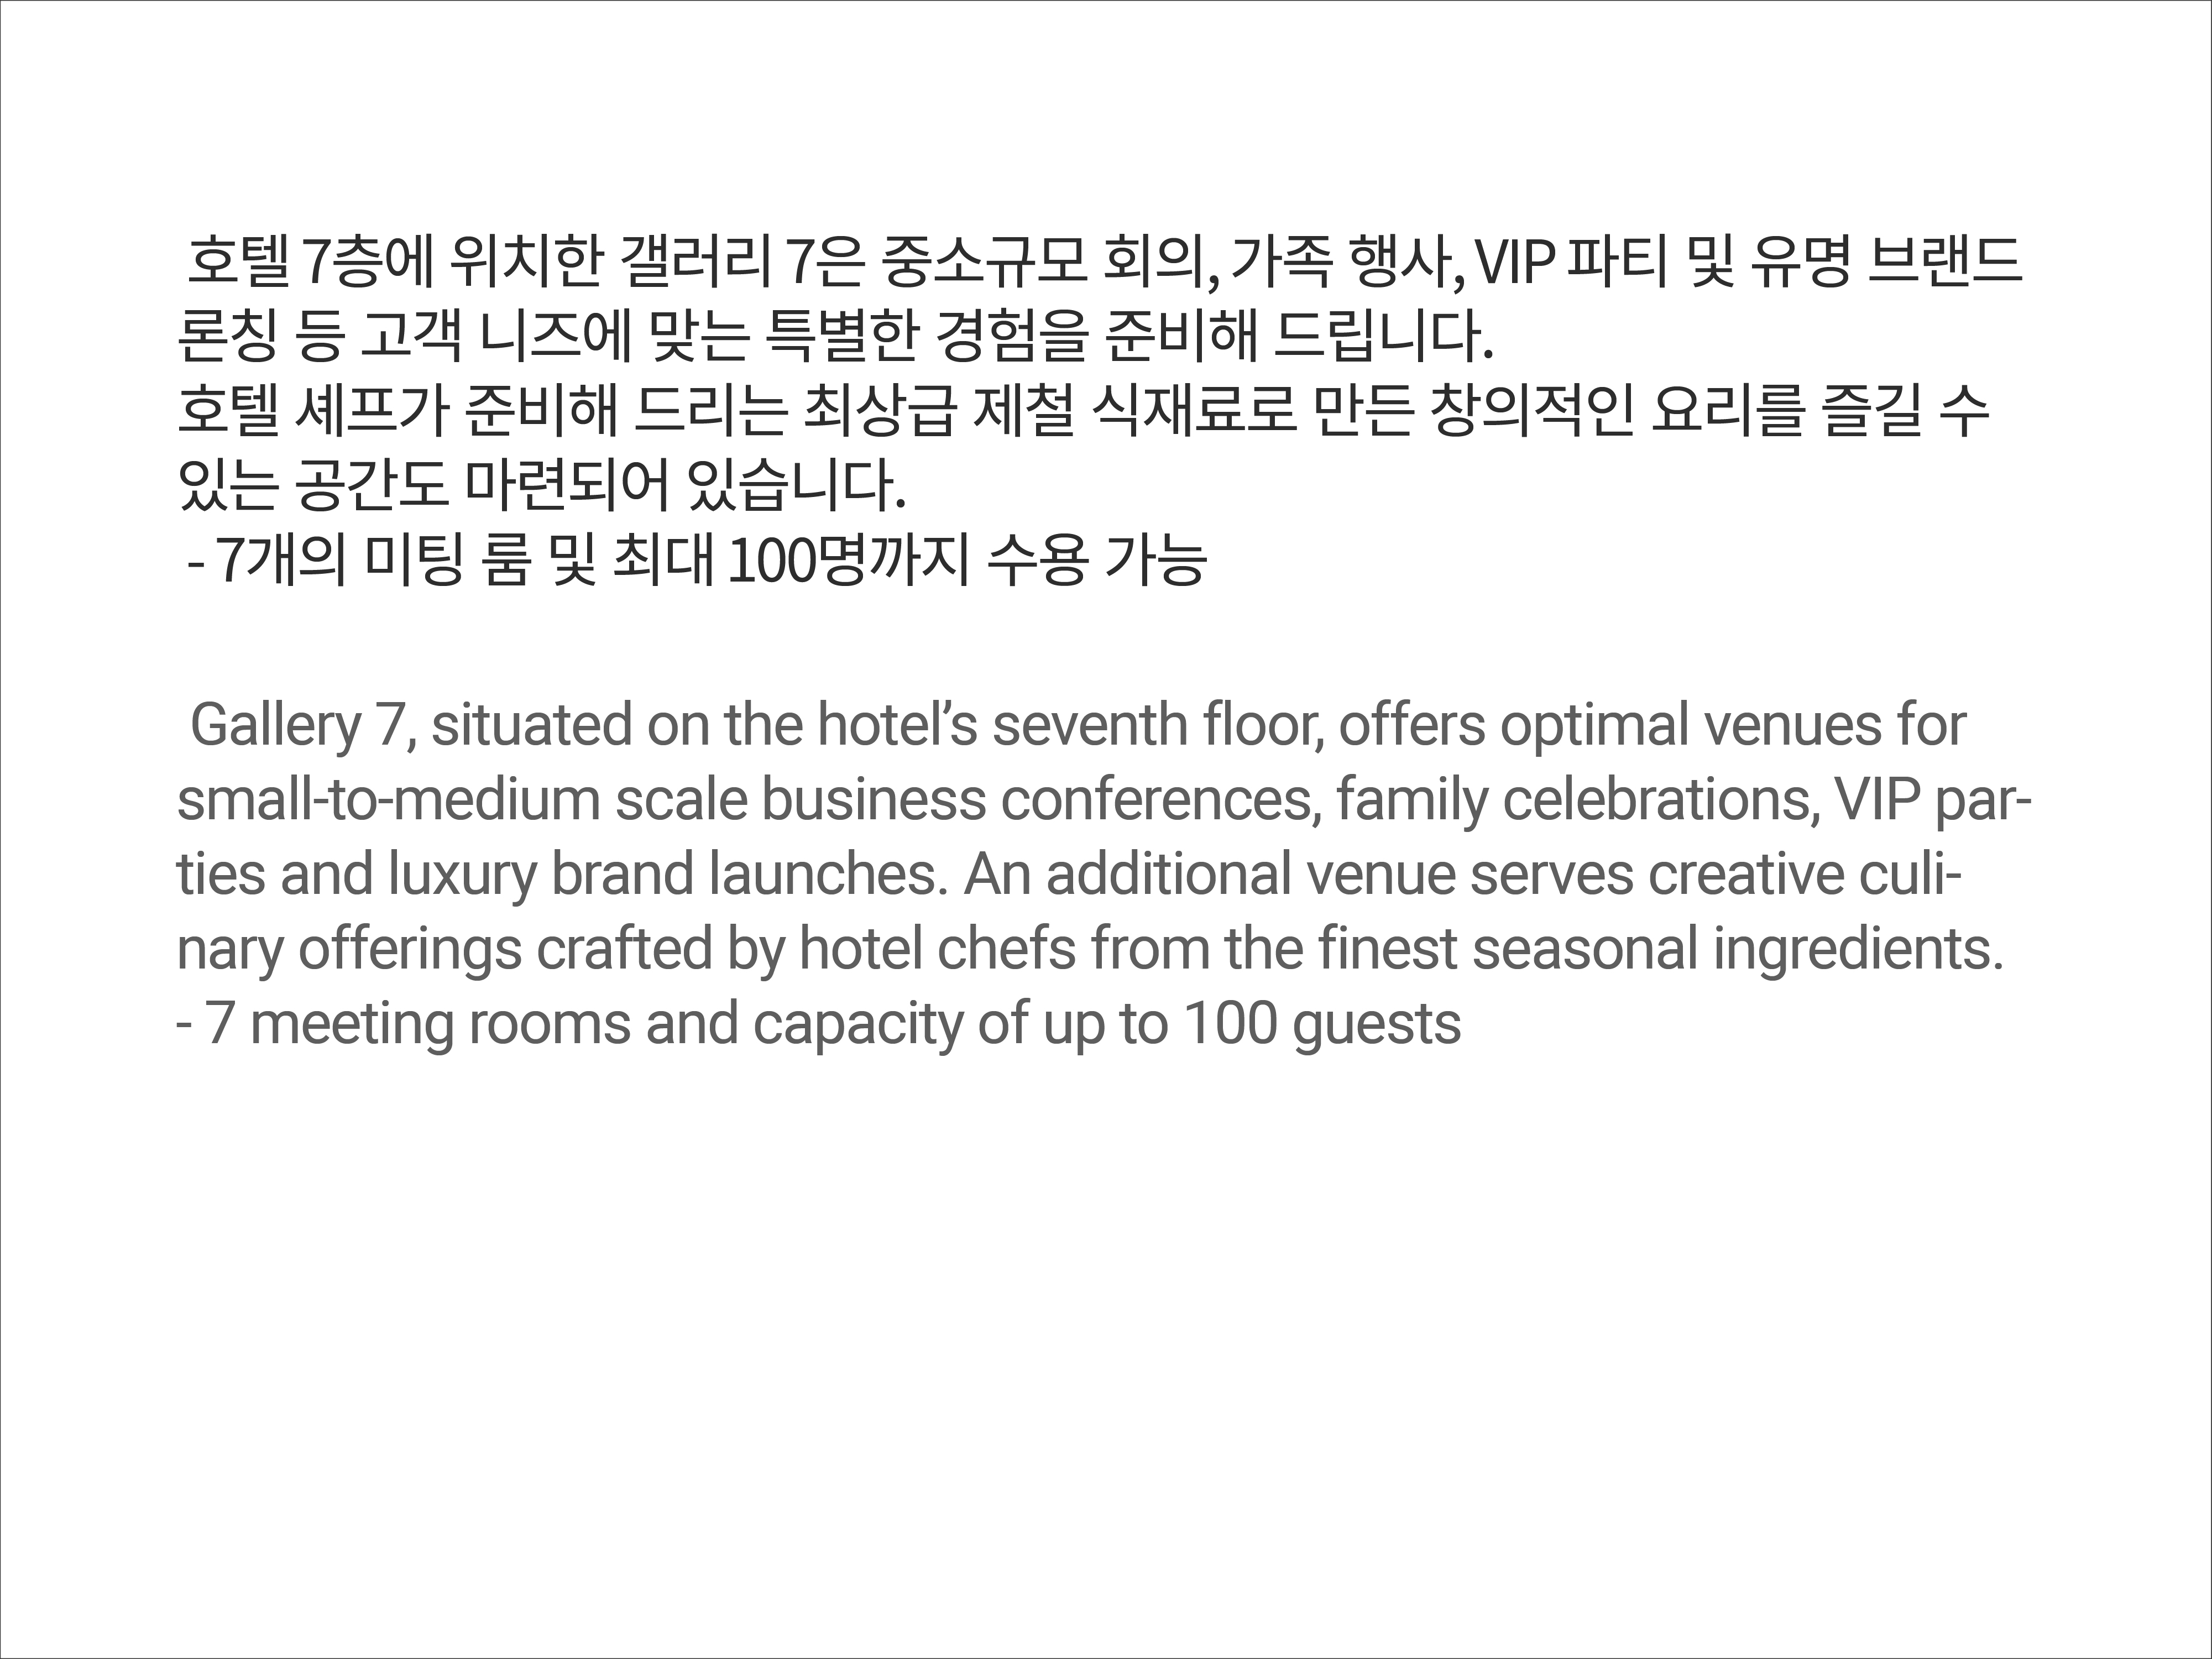 호텔 7층에 위치한 갤러리 7은 중소규모 회의, 가족 행사, VIP 파티 및 유명 브랜드
론칭 등 고객 니즈에 맞는 특별한 경험을 준비해 드립니다.
호텔 셰프가 준비해 드리는 최상급 제철 식재료로 만든 창의적인 요리를 즐길 수
있는 공간도 마련되어 있습니다.
- 7개의 미팅 룸 및 최대 100명까지 수용 가능
Gallery 7, situated on the hotel’s seventh floor, offers optimal venues for
small-to-medium scale business conferences, family celebrations, VIP par-
ties and luxury brand launches. An additional venue serves creative culi-
nary offerings crafted by hotel chefs from the finest seasonal ingredients.
- 7 meeting rooms and capacity of up to 100 guests